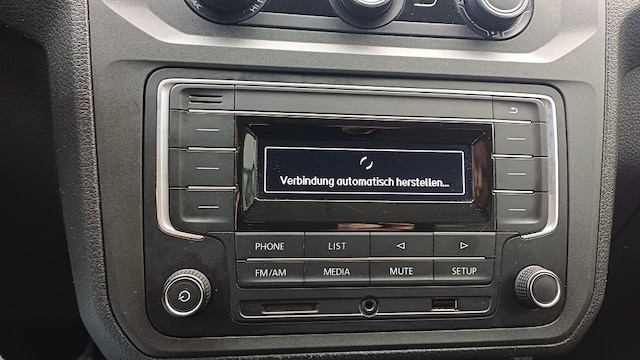 Verbindung automatisch herstellen...
PHONE LIST
FM/AM MEDIA MUTE SETUP